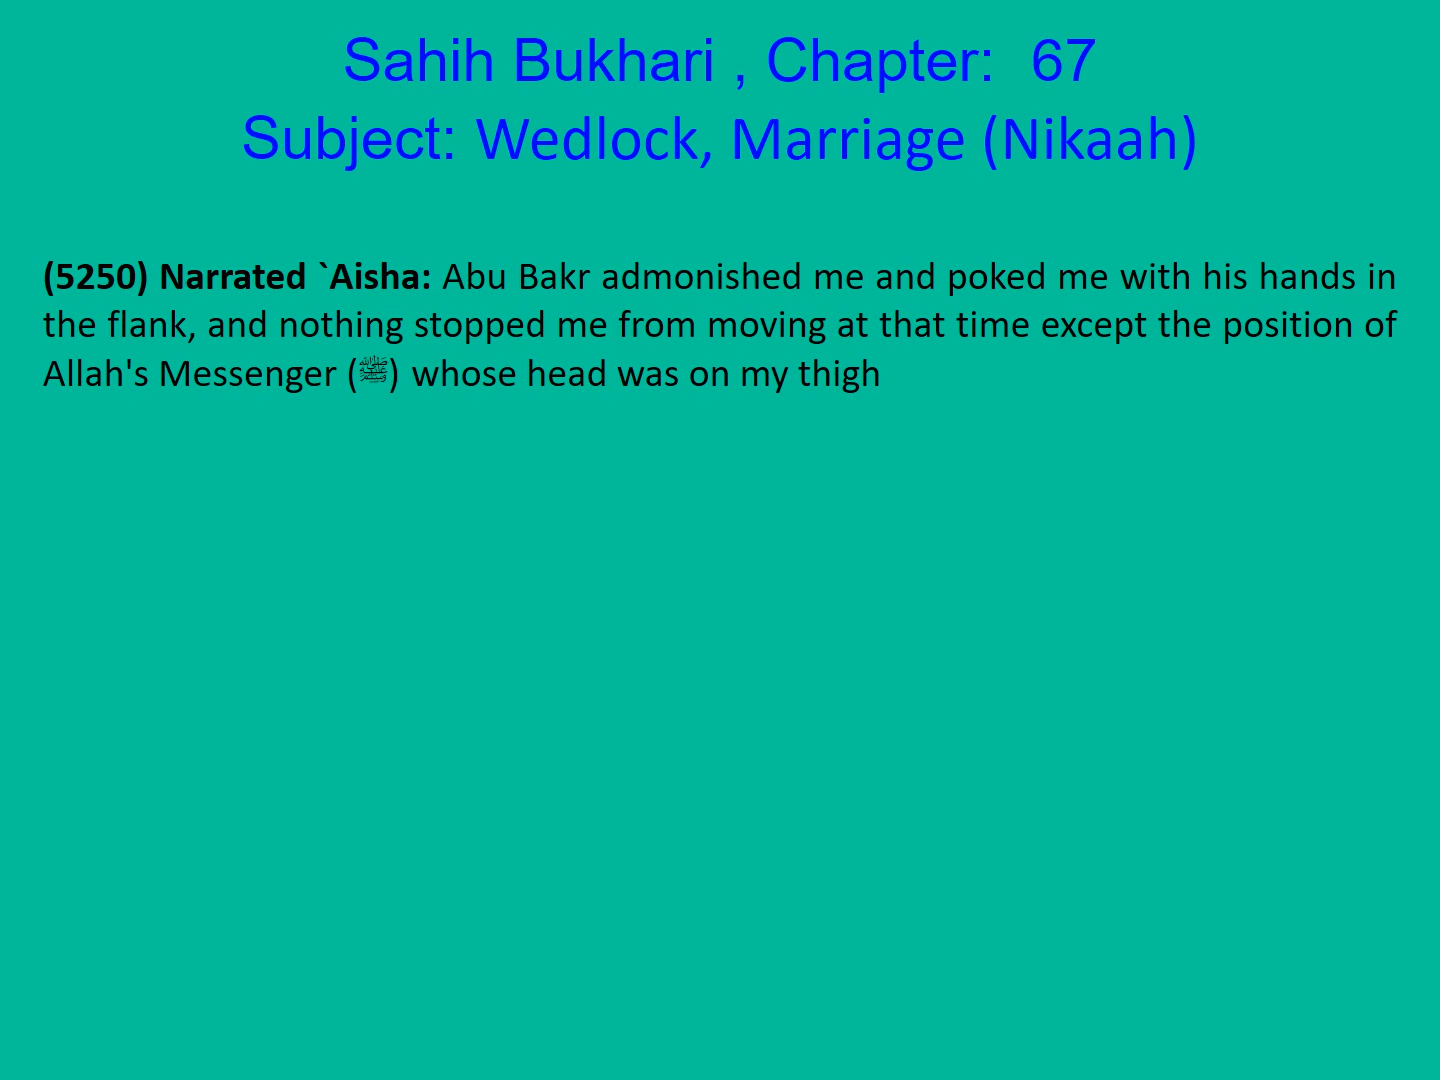 Sahih Bukhari , Chapter:  67
Subject: Wedlock, Marriage (Nikaah)
(5250) Narrated `Aisha: Abu Bakr admonished me and poked me with his hands in
the flank, and nothing stopped me from moving at that time except the position of
Allah's Messenger (ﷺ) whose head was on my thigh